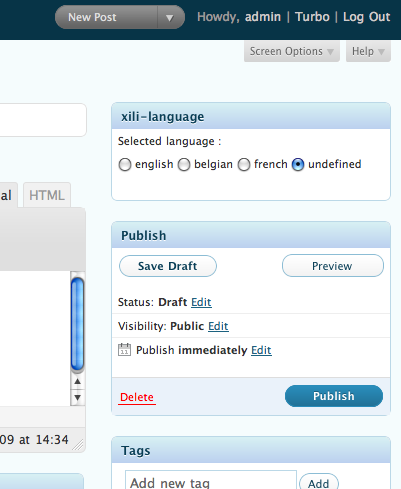 New Post Howdy, admin | Turbo | Log Out
Screen Options Help
xili-language
Selected language :
english belgian french undefined
al HTML
Publish
Save Draft Preview
Status: Draft Edit
Visibility: Public Edit
Publish immediately Edit
Delete Publish
09 at 14:34
Tags
Add new tag Add